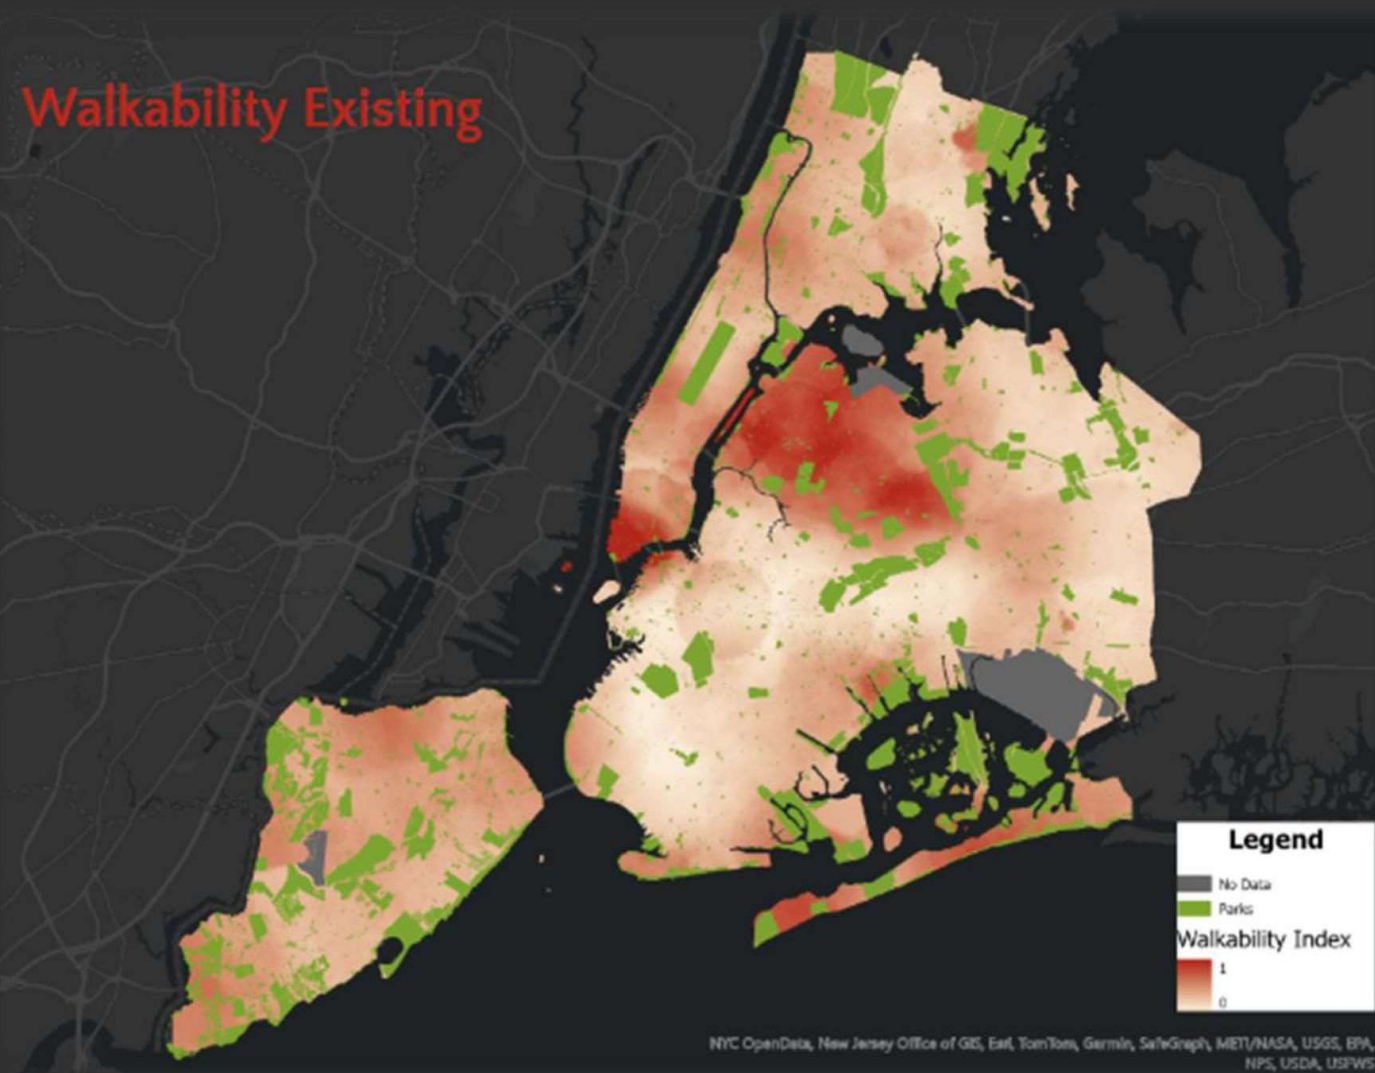 Walkability Existing
Legend
No Data
Parks
Walkability Index
1
0
NYC OpenData, New Jersey Office of GIS, Esri, TomTom, Garmin, SafeGraph, METI/NASA, USGS, EPA,
NPS, USDA, USFWS